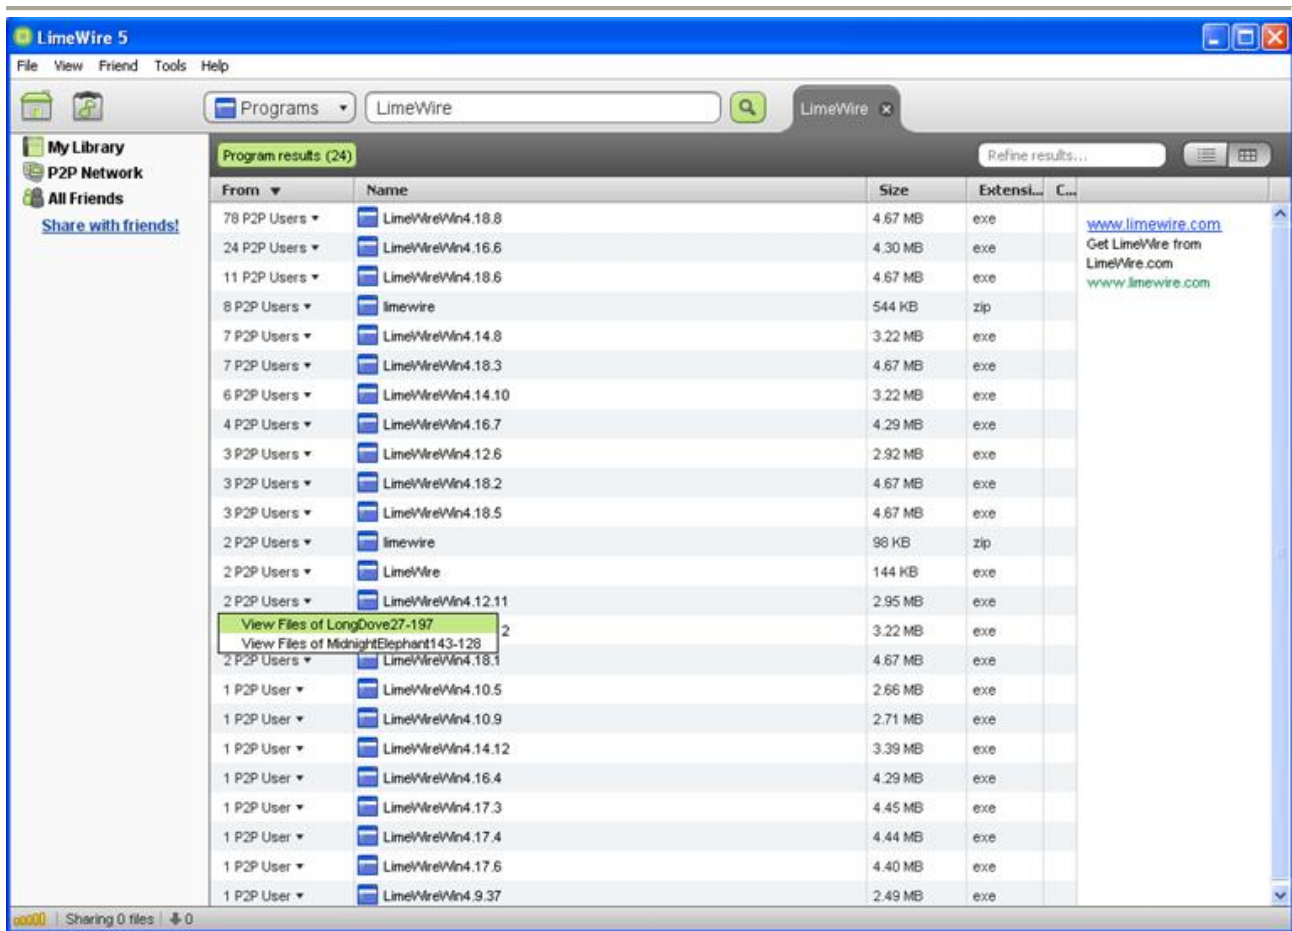 LimeWire 5
File View Friend Tools Help
Programs LimeWire LimeWire
My Library
P2P Network
All Friends
Share with friends!
Program results (24) Refine results...
From Name Size Extensi... C...
78 P2P Users LimeWireWin4.18.8 4.67 MB exe
24 P2P Users LimeWireWin4.16.6 4.30 MB exe
11 P2P Users LimeWireWin4.18.6 4.67 MB exe
8 P2P Users limewire 544 KB zip
7 P2P Users LimeWireWin4.14.8 3.22 MB exe
7 P2P Users LimeWireWin4.18.3 4.67 MB exe
6 P2P Users LimeWireWin4.14.10 3.22 MB exe
4 P2P Users LimeWireWin4.16.7 4.29 MB exe
3 P2P Users LimeWireWin4.12.6 2.92 MB exe
3 P2P Users LimeWireWin4.18.2 4.67 MB exe
3 P2P Users LimeWireWin4.18.5 4.67 MB exe
2 P2P Users limewire 98 KB zip
2 P2P Users LimeWire 144 KB exe
2 P2P Users LimeWireWin4.12.11 2.95 MB exe
View Files of LongDove27-197
View Files of MidnightElephant143-128
2 3.22 MB exe
2 P2P Users LimeWireWin4.18.1 4.67 MB exe
1 P2P User LimeWireWin4.10.5 2.66 MB exe
1 P2P User LimeWireWin4.10.9 2.71 MB exe
1 P2P User LimeWireWin4.14.12 3.39 MB exe
1 P2P User LimeWireWin4.16.4 4.29 MB exe
1 P2P User LimeWireWin4.17.3 4.45 MB exe
1 P2P User LimeWireWin4.17.4 4.44 MB exe
1 P2P User LimeWireWin4.17.6 4.40 MB exe
1 P2P User LimeWireWin4.9.37 2.49 MB exe
www.limewire.com
Get LimeWire from
LimeWire.com
www.limewire.com
Sharing 0 files 0